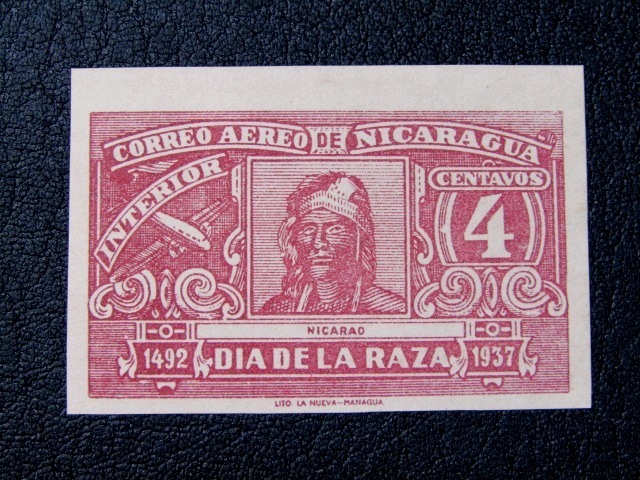 CORREO AEREO DE NICARAGUA
INTERIOR
CENTAVOS
4
NICARAO
1492 DIA DE LA RAZA 1937
LITO. LA NUEVA-MANAGUA